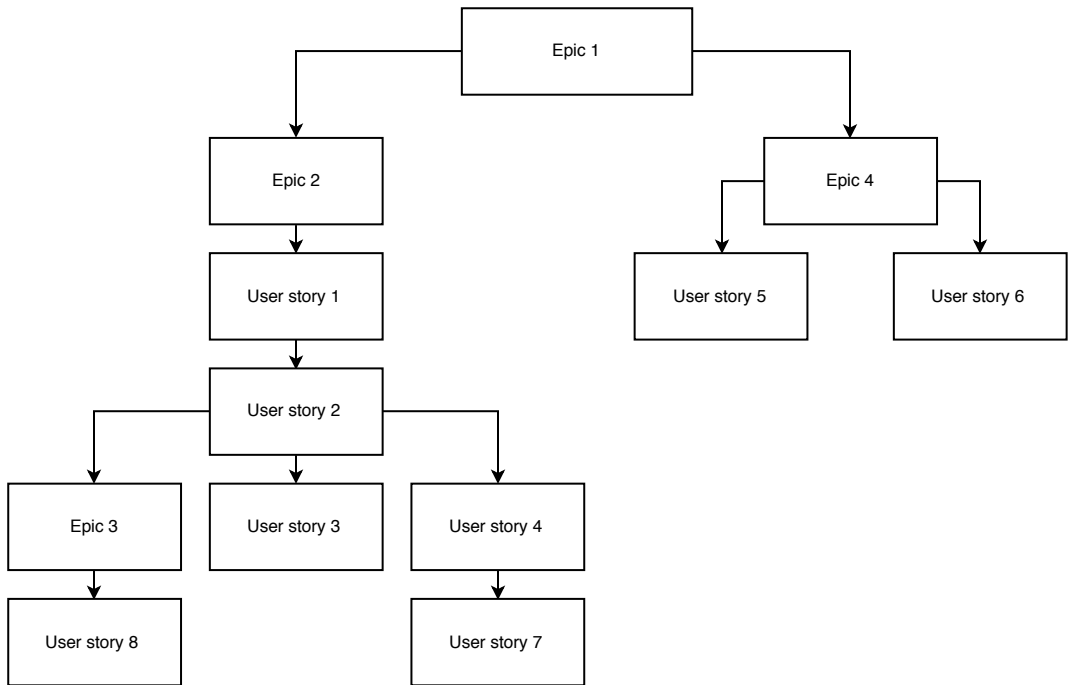 Epic 1
Epic 2
Epic 4
User story 1
User story 5
User story 6
User story 2
Epic 3
User story 3
User story 4
User story 8
User story 7